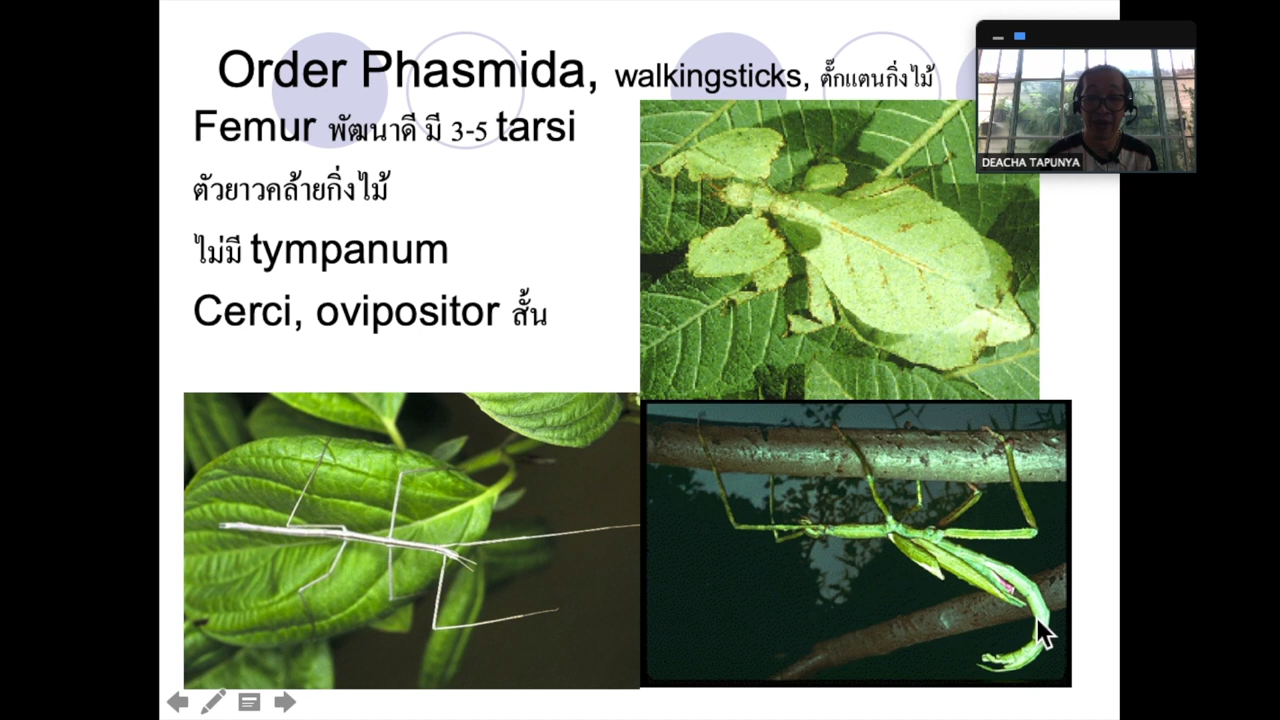 Order Phasmida, walkingsticks, ตั๊กแตนกิ่งไม้
Femur พัฒนาดี มี 3-5 tarsi
ตัวยาวคล้ายกิ่งไม้
ไม่มี tympanum
Cerci, ovipositor สั้น
DEACHA TAPUNYA